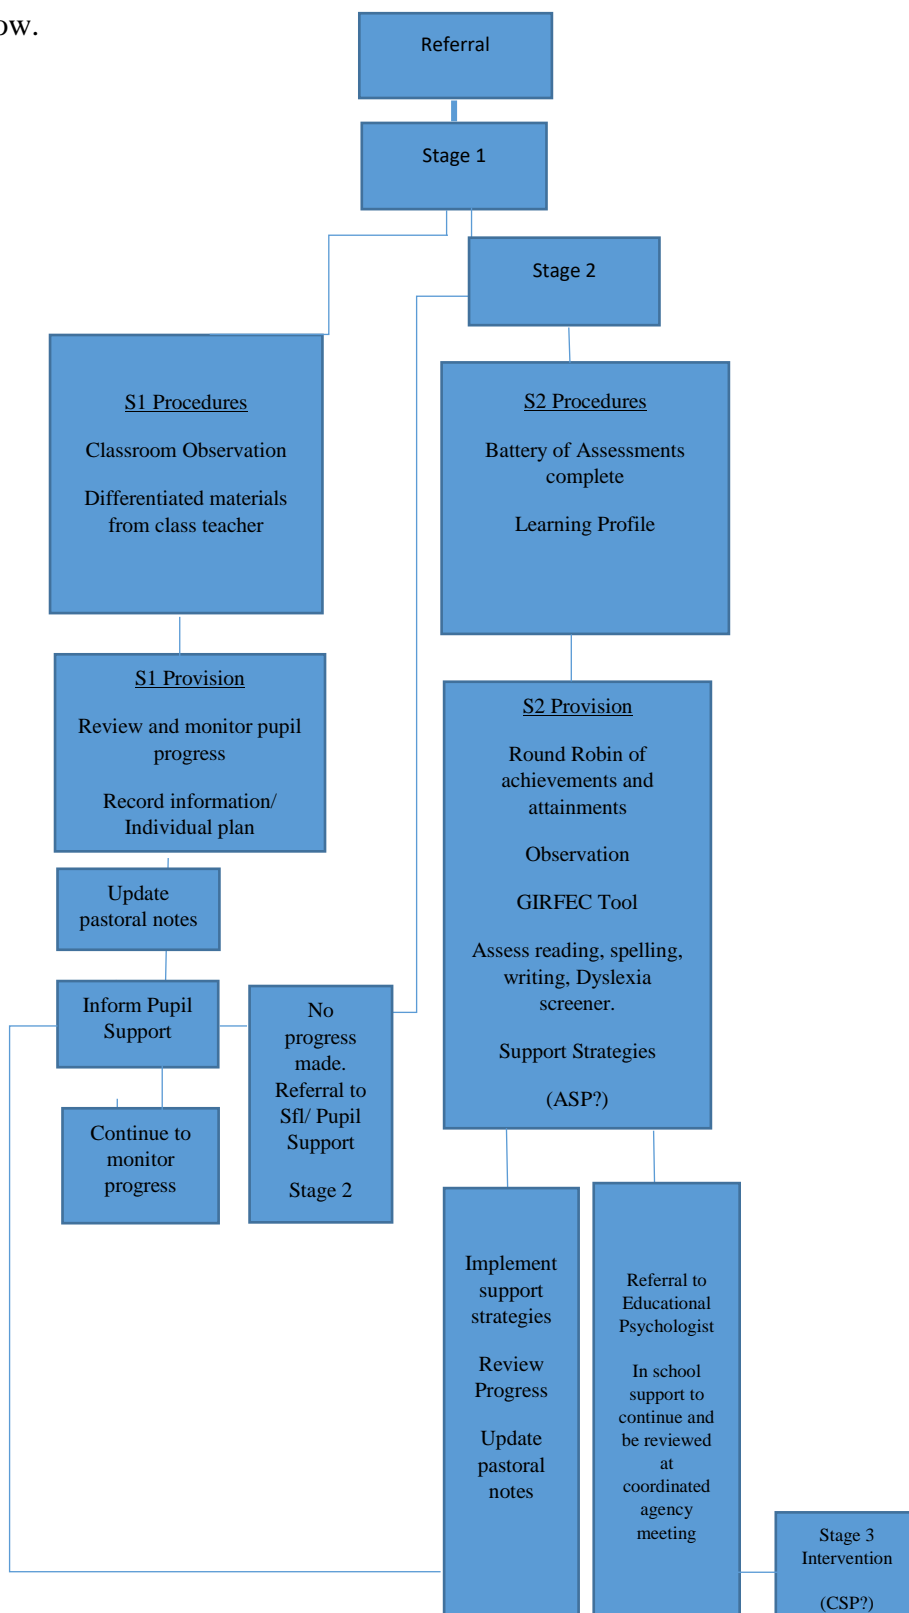 ow.
Referral
Stage 1
Stage 2
S1 Procedures
Classroom Observation
Differentiated materials
from class teacher
S2 Procedures
Battery of Assessments
complete
Learning Profile
S1 Provision
Review and monitor pupil
progress
Record information/
Individual plan
S2 Provision
Round Robin of
achievements and
attainments
Observation
GIRFEC Tool
Assess reading, spelling,
writing, Dyslexia
screener.
Support Strategies
(ASP?)
Update
pastoral notes
Inform Pupil
Support
No
progress
made.
Referral to
Sfl/ Pupil
Support
Stage 2
Continue to
monitor
progress
Implement
support
strategies
Review
Progress
Update
pastoral
notes
Referral to
Educational
Psychologist
In school
support to
continue and
be reviewed
at
coordinated
agency
meeting
Stage 3
Intervention
(CSP?)